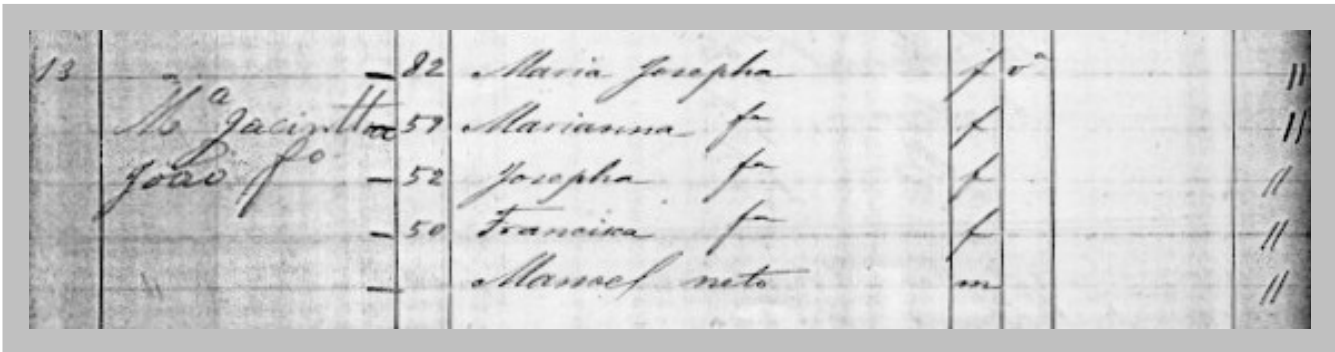 13 — 82 Maria Josepha f vª "
Mª Jacintha 57 Marianna fª f "
João fº — 52 Josepha fª f "
— 50 Francisca fª f "
" — Manoel neto m "